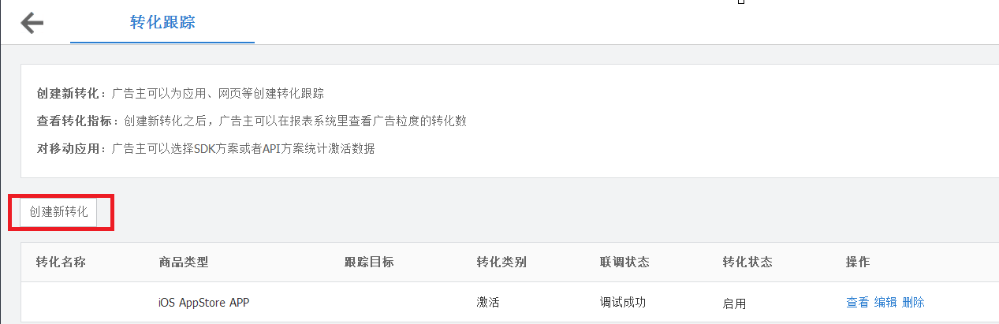 转化跟踪
创建新转化：广告主可以为应用、网页等创建转化跟踪
查看转化指标：创建新转化之后，广告主可以在报表系统里查看广告粒度的转化数
对移动应用：广告主可以选择SDK方案或者API方案统计激活数据
创建新转化
转化名称 商品类型 跟踪目标 转化类别 联调状态 转化状态 操作
iOS AppStore APP 激活 调试成功 启用 查看 编辑 删除